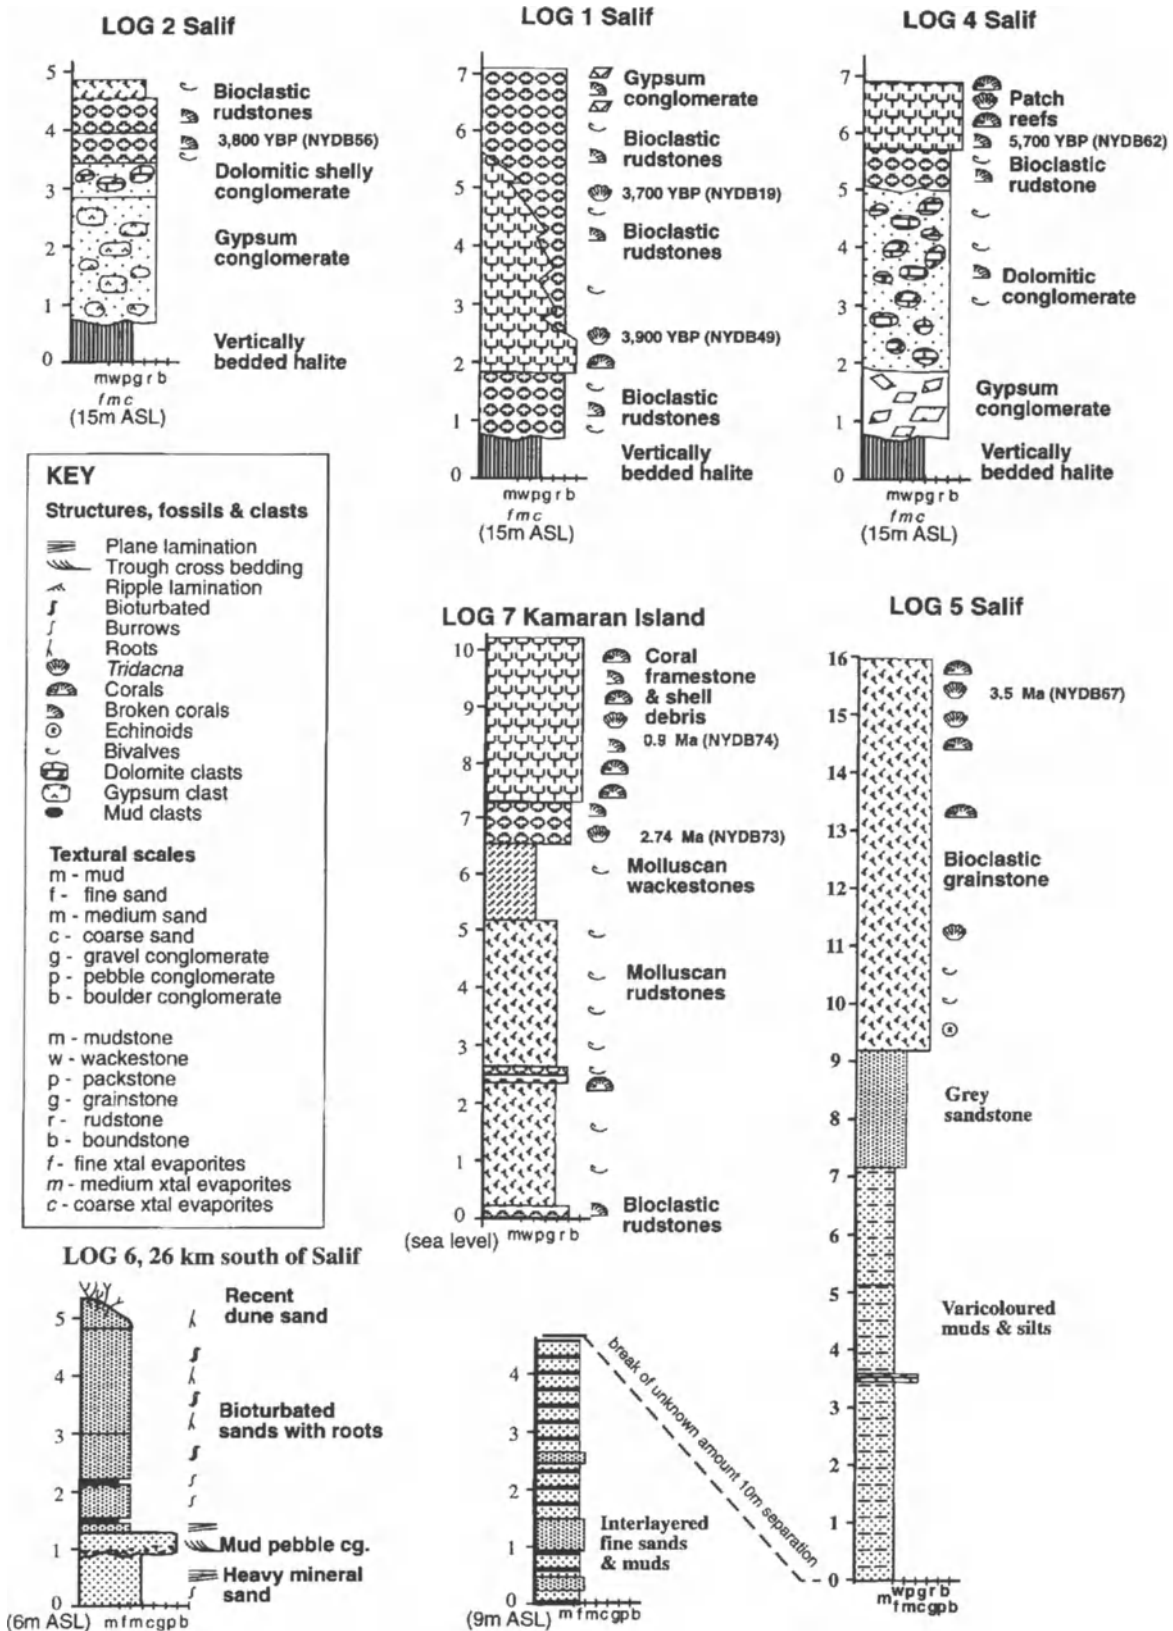 LOG 2 Salif
5
4
3
2
1
0
Bioclastic
rudstones
3,800 YBP (NYDB56)
Dolomitic shelly
conglomerate
Gypsum
conglomerate
Vertically
bedded halite
mwpgrb
fmc
(15m ASL)
LOG 1 Salif
7
6
5
4
3
2
1
0
Gypsum
conglomerate
Bioclastic
rudstones
3,700 YBP (NYDB19)
Bioclastic
rudstones
3,900 YBP (NYDB49)
Bioclastic
rudstones
Vertically
bedded halite
mwpgrb
fmc
(15m ASL)
LOG 4 Salif
7
6
5
4
3
2
1
0
Patch
reefs
5,700 YBP (NYDB62)
Bioclastic
rudstone
Dolomitic
conglomerate
Gypsum
conglomerate
Vertically
bedded halite
mwpgrb
fmc
(15m ASL)
KEY
Structures, fossils & clasts
Plane lamination
Trough cross bedding
Ripple lamination
Bioturbated
Burrows
Roots
Tridacna
Corals
Broken corals
Echinoids
Bivalves
Dolomite clasts
Gypsum clast
Mud clasts
Textural scales
m - mud
f - fine sand
m - medium sand
c - coarse sand
g - gravel conglomerate
p - pebble conglomerate
b - boulder conglomerate
m - mudstone
w - wackestone
p - packstone
g - grainstone
r - rudstone
b - boundstone
f - fine xtal evaporites
m - medium xtal evaporites
c - coarse xtal evaporites
LOG 7 Kamaran Island
10
9
8
7
6
5
4
3
2
1
0
Coral
framestone
& shell
debris
0.9 Ma (NYDB74)
2.74 Ma (NYDB73)
Molluscan
wackestones
Molluscan
rudstones
Bioclastic
rudstones
(sea level) mwpgrb
LOG 5 Salif
16
15
14
13
12
11
10
9
8
7
6
5
4
3
2
1
0
3.5 Ma (NYDB67)
Bioclastic
grainstone
Grey
sandstone
Varicoloured
muds & silts
wpgrb
m
fmcgpb
LOG 6, 26 km south of Salif
5
4
3
2
1
0
Recent
dune sand
Bioturbated
sands with roots
Mud pebble cg.
Heavy mineral
sand
(6m ASL) mfmcgpb
4
3
2
1
0
break of unknown amount 10m separation
Interlayered
fine sands
& muds
(9m ASL) mfmcgpb